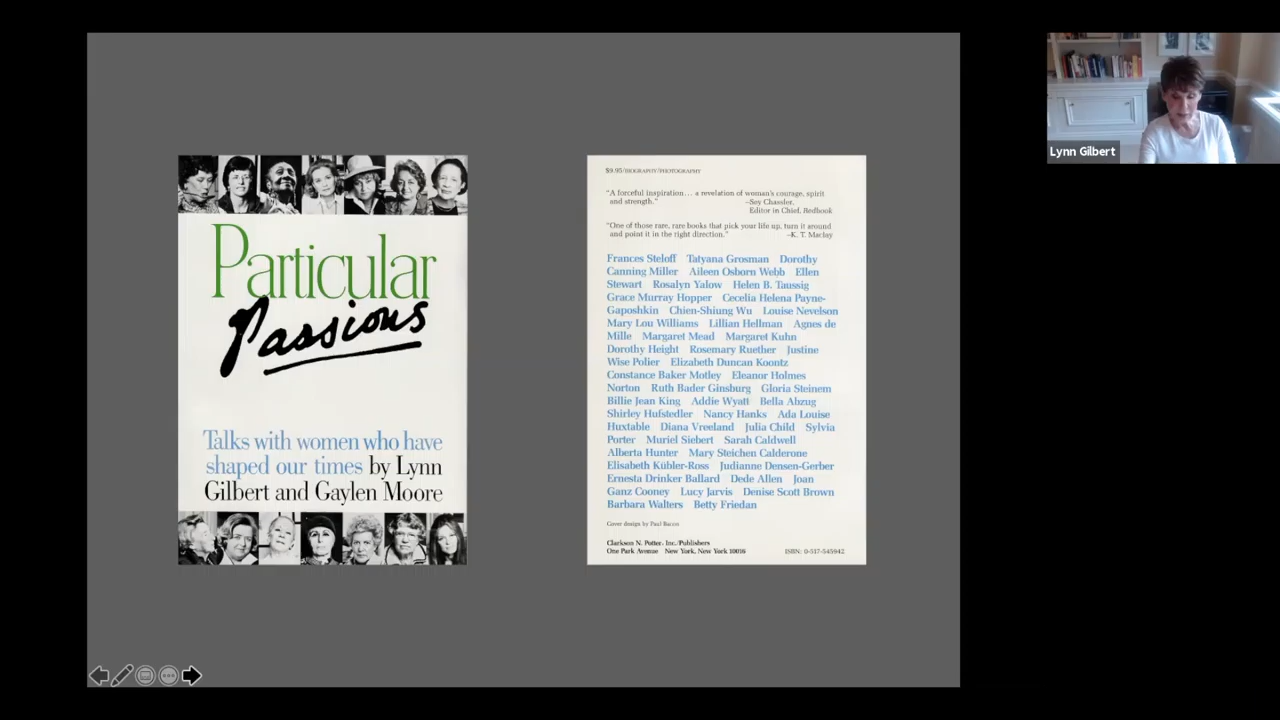 Particular
Passions
Talks with women who have
shaped our times by Lynn
Gilbert and Gaylen Moore
$9.95/BIOGRAPHY/PHOTOGRAPHY
"A forceful inspiration... a revelation of woman's courage, spirit
and strength."
–Sey Chassler,
Editor in Chief, Redbook
"One of those rare, rare books that pick your life up, turn it around
and point it in the right direction."
–K. T. Maclay
Frances Steloff Tatyana Grosman Dorothy
Canning Miller Aileen Osborn Webb Ellen
Stewart Rosalyn Yalow Helen B. Taussig
Grace Murray Hopper Cecelia Helena Payne-
Gaposhkin Chien-Shiung Wu Louise Nevelson
Mary Lou Williams Lillian Hellman Agnes de
Mille Margaret Mead Margaret Kuhn
Dorothy Height Rosemary Ruether Justine
Wise Polier Elizabeth Duncan Koontz
Constance Baker Motley Eleanor Holmes
Norton Ruth Bader Ginsburg Gloria Steinem
Billie Jean King Addie Wyatt Bella Abzug
Shirley Hufstedler Nancy Hanks Ada Louise
Huxtable Diana Vreeland Julia Child Sylvia
Porter Muriel Siebert Sarah Caldwell
Alberta Hunter Mary Steichen Calderone
Elisabeth Kübler-Ross Judianne Densen-Gerber
Ernesta Drinker Ballard Dede Allen Joan
Ganz Cooney Lucy Jarvis Denise Scott Brown
Barbara Walters Betty Friedan
Cover design by Paul Bacon
Clarkson N. Potter, Inc./Publishers
One Park Avenue New York, New York 10016
ISBN: 0-517-545942
Lynn Gilbert